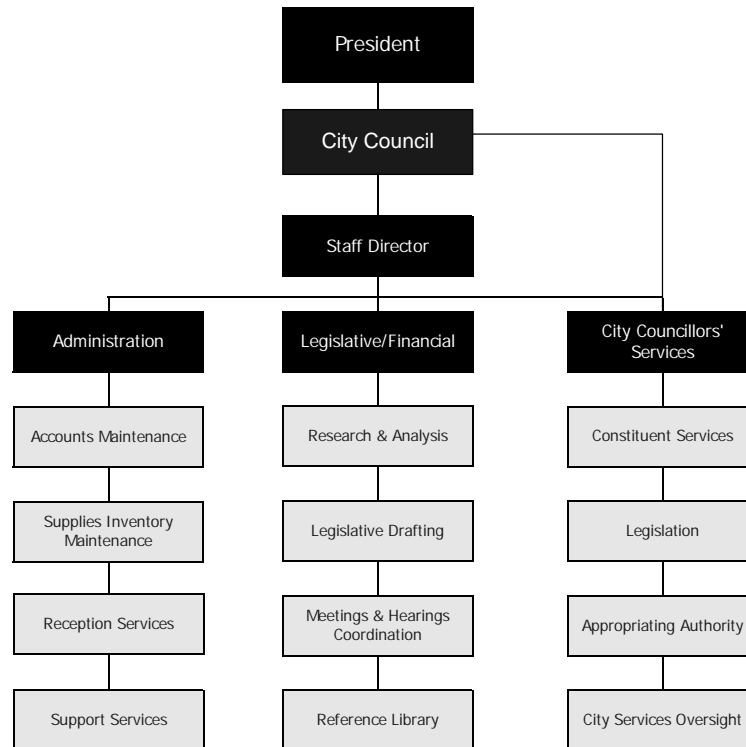 President
City Council
Staff Director
Administration
Legislative/Financial
City Councillors'
Services
Accounts Maintenance
Research & Analysis
Constituent Services
Supplies Inventory
Maintenance
Legislative Drafting
Legislation
Reception Services
Meetings & Hearings
Coordination
Appropriating Authority
Support Services
Reference Library
City Services Oversight